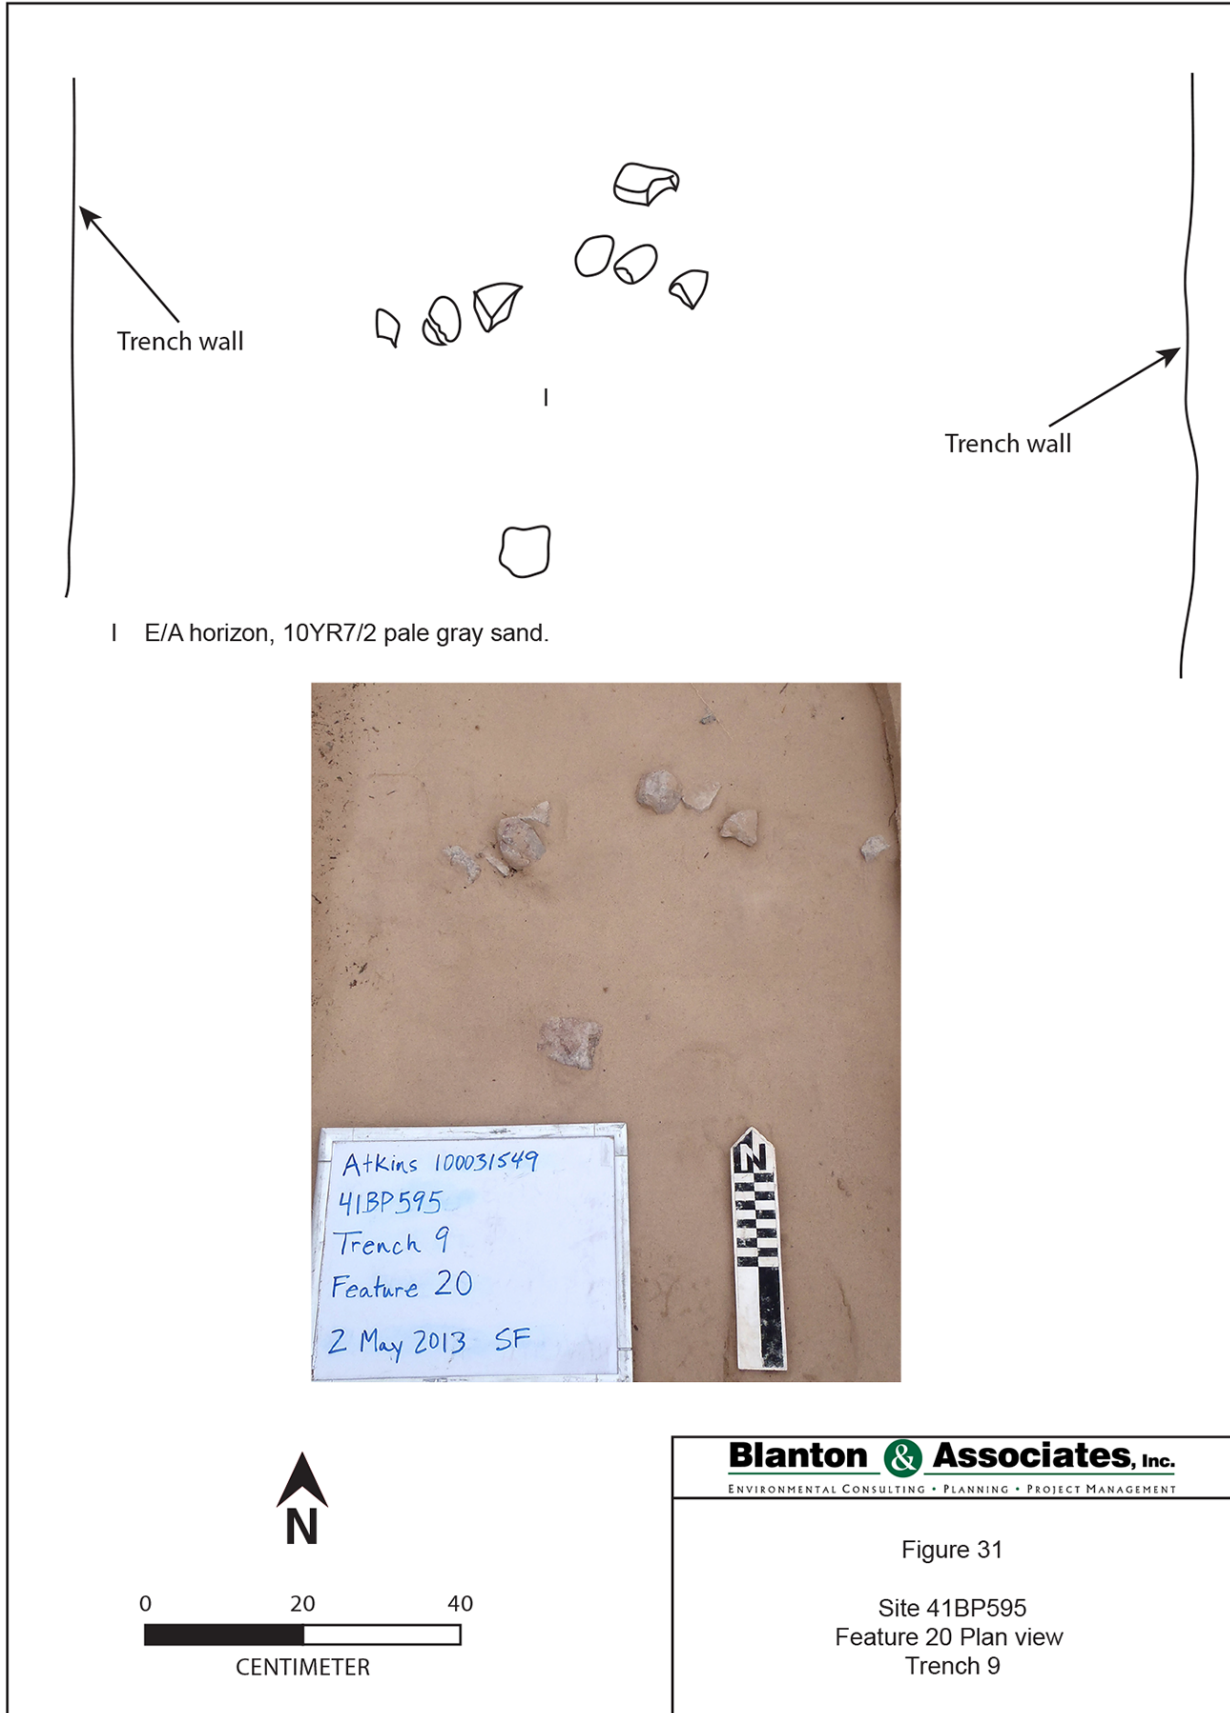 Trench wall
Trench wall
I
I E/A horizon, 10YR7/2 pale gray sand.
N
Atkins 100031549
41BP595
Trench 9
Feature 20
2 May 2013 SF
N
0 20 40
CENTIMETER
Blanton & Associates, Inc.
ENVIRONMENTAL CONSULTING • PLANNING • PROJECT MANAGEMENT
Figure 31
Site 41BP595
Feature 20 Plan view
Trench 9